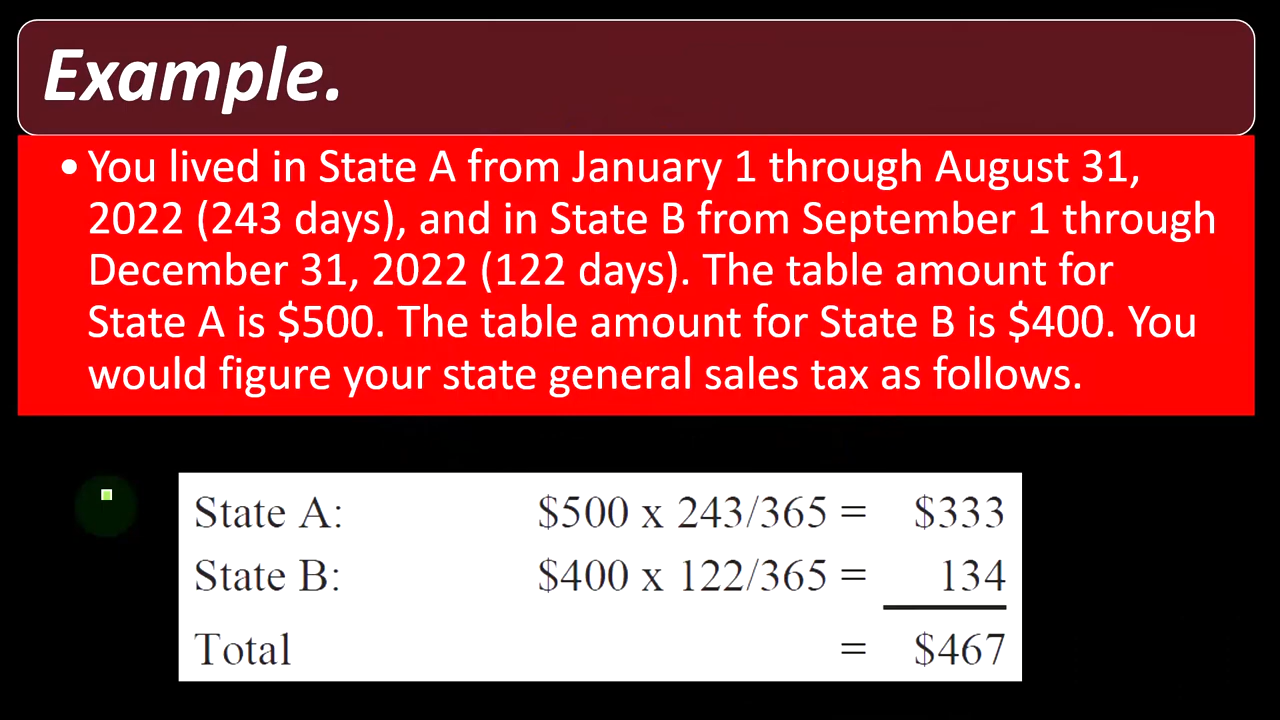 Example.
• You lived in State A from January 1 through August 31,
2022 (243 days), and in State B from September 1 through
December 31, 2022 (122 days). The table amount for
State A is $500. The table amount for State B is $400. You
would figure your state general sales tax as follows.
State A: $500 x 243/365 = $333
State B: $400 x 122/365 = 134
Total = $467